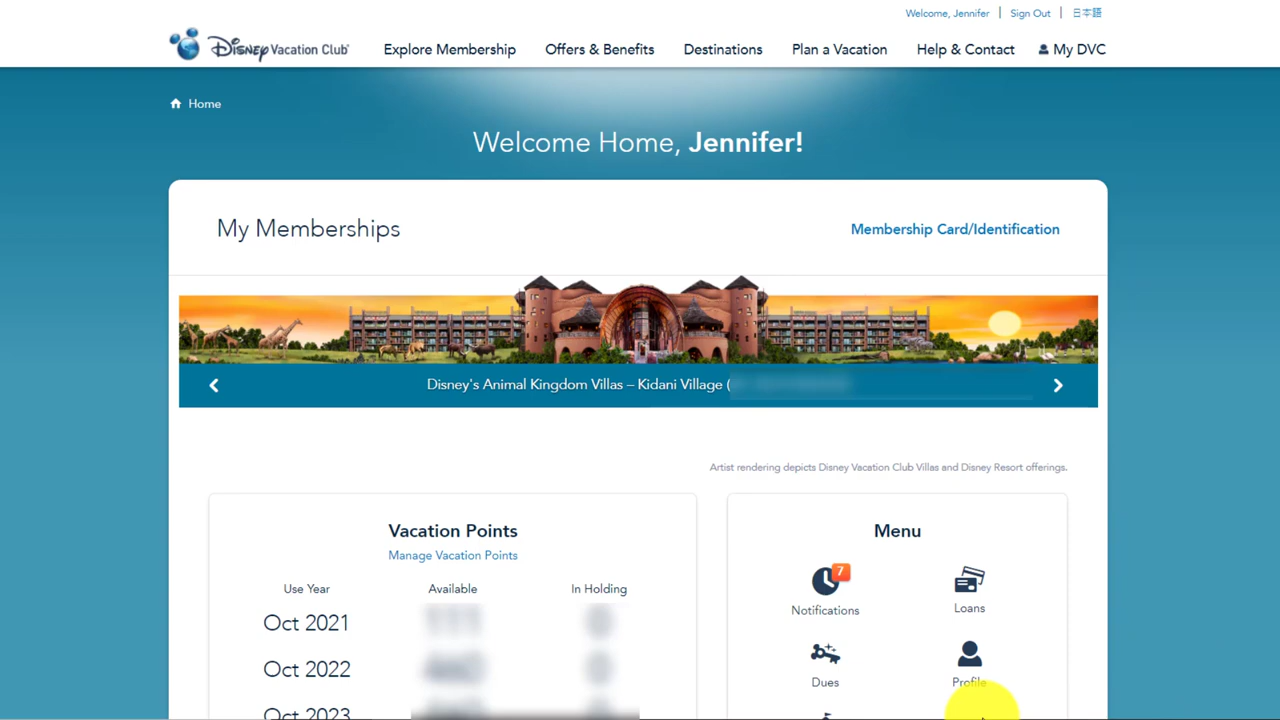 Welcome, Jennifer | Sign Out | 日本語
Disney Vacation Club
Explore Membership Offers & Benefits Destinations Plan a Vacation Help & Contact My DVC
Home
Welcome Home, Jennifer!
My Memberships
Membership Card/Identification
Disney's Animal Kingdom Villas – Kidani Village (
Artist rendering depicts Disney Vacation Club Villas and Disney Resort offerings.
Vacation Points
Manage Vacation Points
Use Year Available In Holding
Oct 2021
Oct 2022
Oct 2023
Menu
7
Notifications
Loans
Dues
Profile